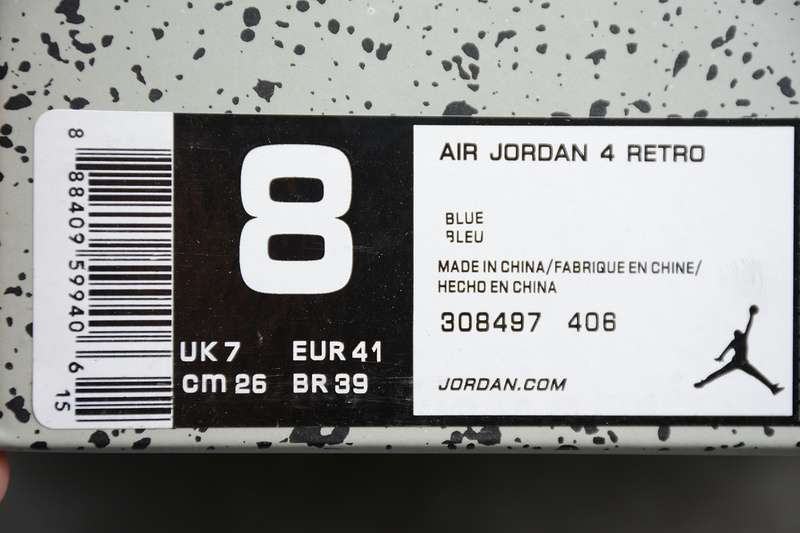 8 88409 59940 6 15
8
UK 7 EUR 41
CM 26 BR 39
AIR JORDAN 4 RETRO
BLUE
BLEU
MADE IN CHINA/FABRIQUE EN CHINE/
HECHO EN CHINA
308497 406
JORDAN.COM